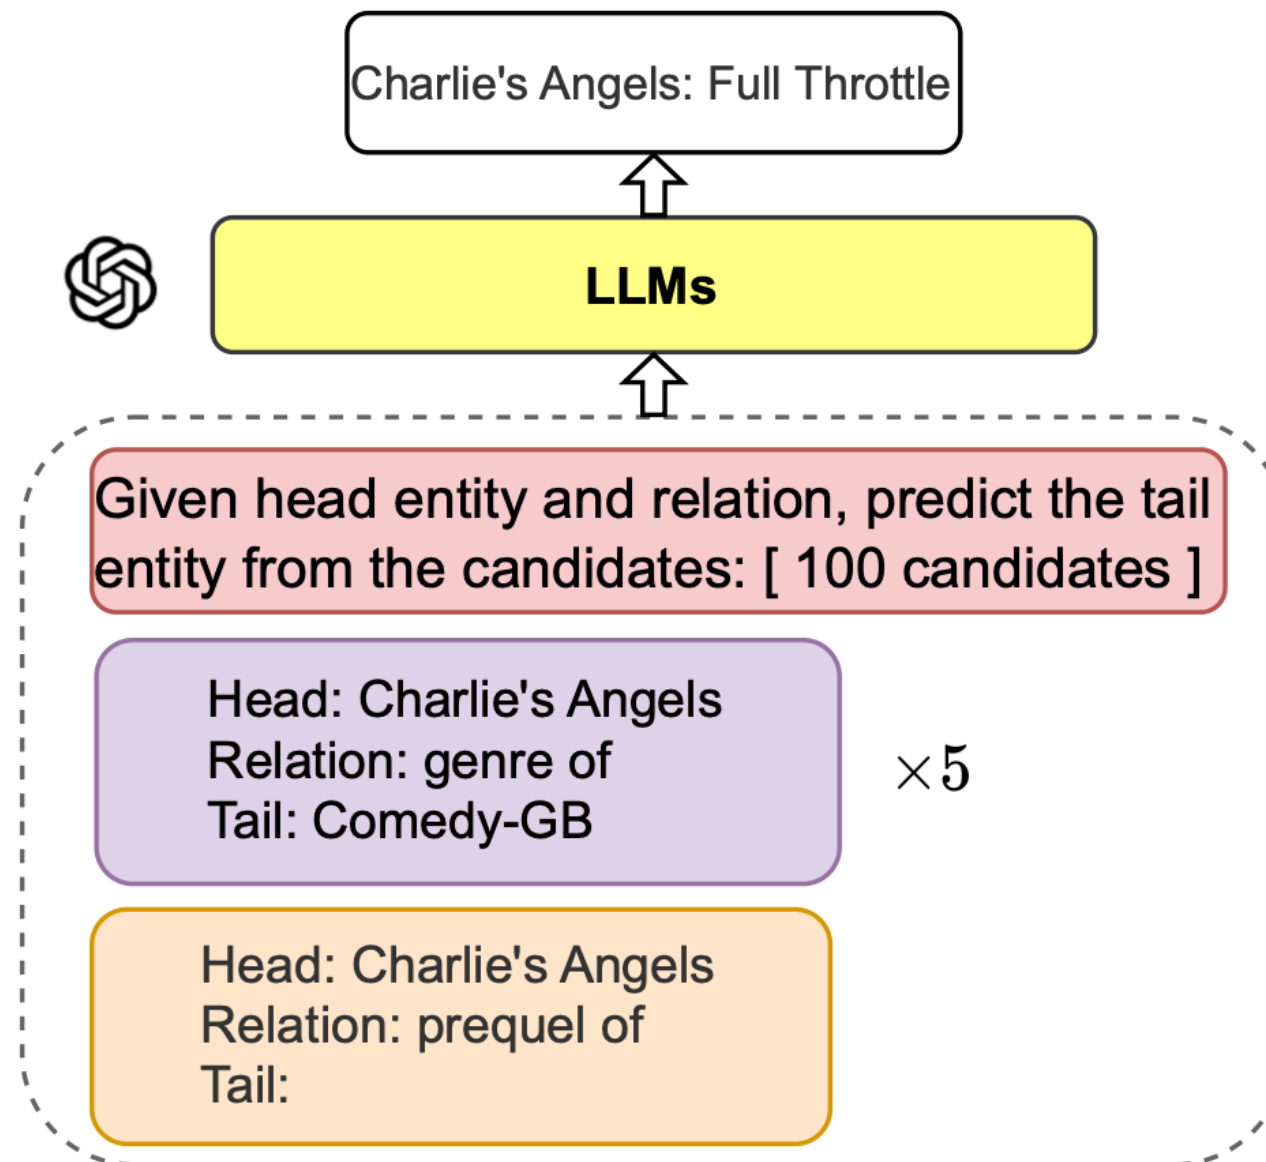 Charlie's Angels: Full Throttle
LLMs
Given head entity and relation, predict the tail
entity from the candidates: [ 100 candidates ]
Head: Charlie's Angels
Relation: genre of
Tail: Comedy-GB
×5
Head: Charlie's Angels
Relation: prequel of
Tail: